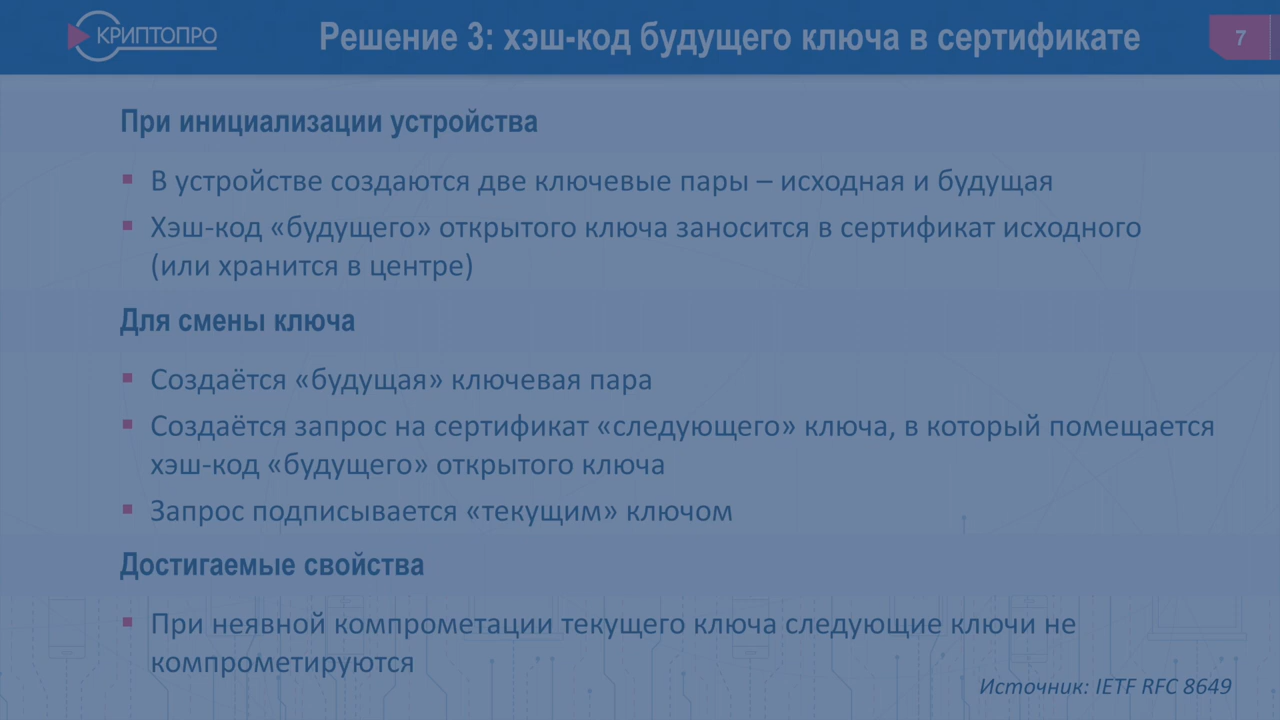 КРИПТОПРО
Решение 3: хэш-код будущего ключа в сертификате
7
При инициализации устройства
▪ В устройстве создаются две ключевые пары – исходная и будущая
▪ Хэш-код «будущего» открытого ключа заносится в сертификат исходного
(или хранится в центре)
Для смены ключа
▪ Создаётся «будущая» ключевая пара
▪ Создаётся запрос на сертификат «следующего» ключа, в который помещается
хэш-код «будущего» открытого ключа
▪ Запрос подписывается «текущим» ключом
Достигаемые свойства
▪ При неявной компрометации текущего ключа следующие ключи не
компрометируются
Источник: IETF RFC 8649